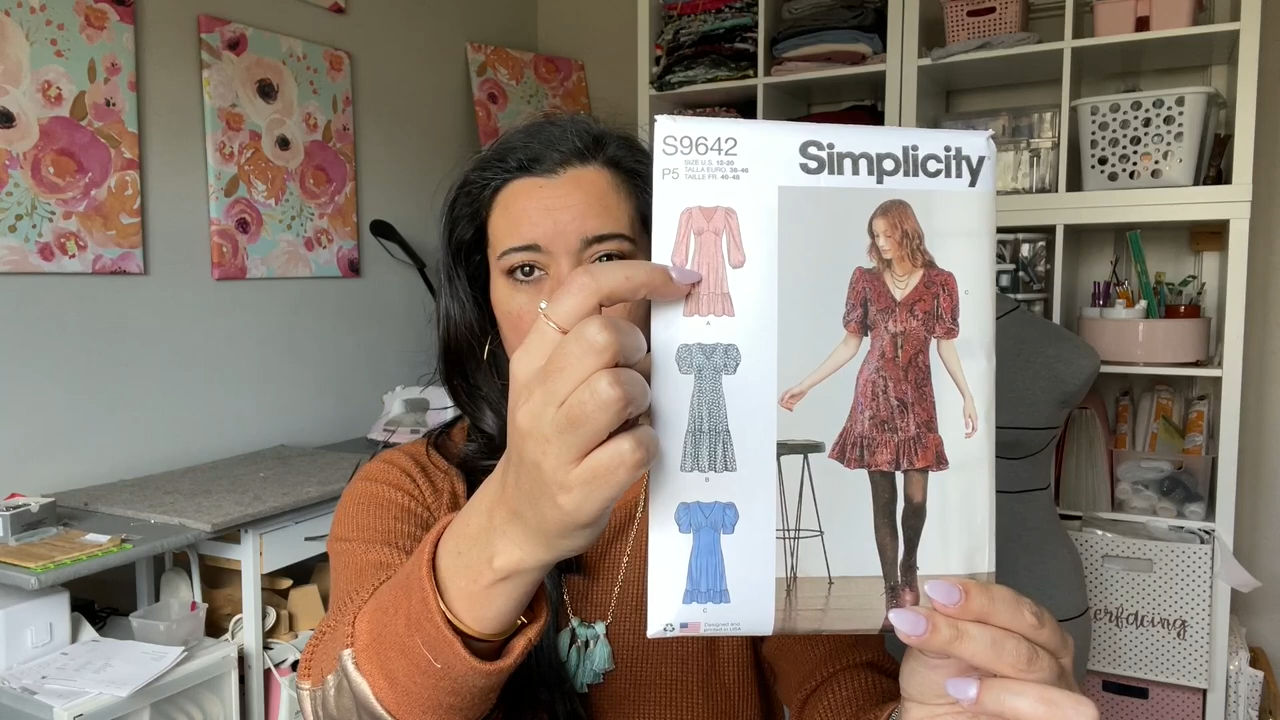 S9642
Simplicity
P5
SIZE U.S. 12-20
TALLA EURO 38-46
TAILLE FR. 40-48
C
A
B
C
Designed and
printed in USA
erfacing